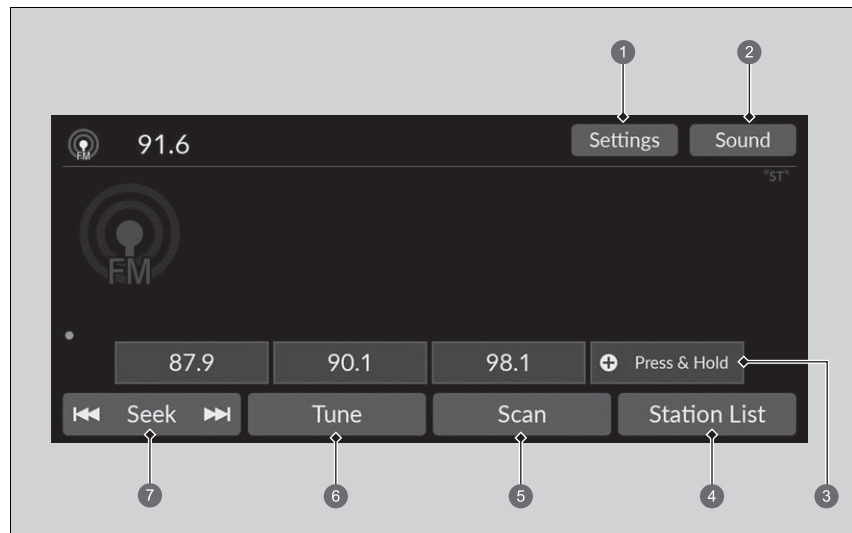 1 2
FM 91.6 Settings Sound
"ST"
FM
87.9 90.1 98.1 Press & Hold
Seek Tune Scan Station List
7 6 5 4 3